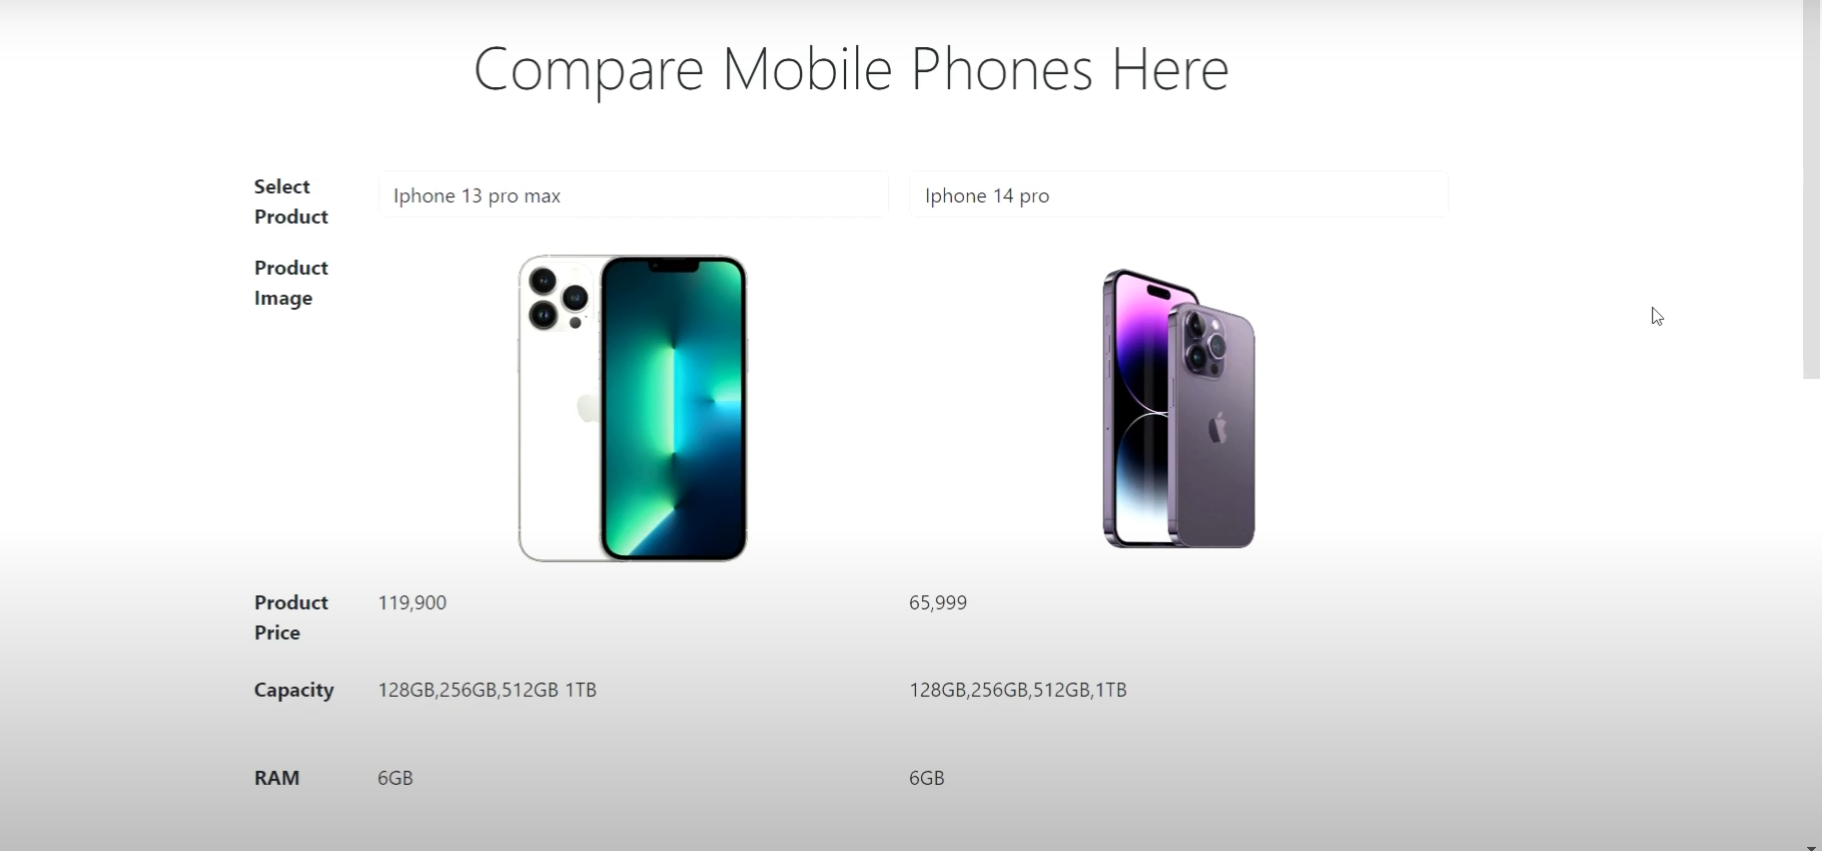 Compare Mobile Phones Here
Select
Product
Iphone 13 pro max
Iphone 14 pro
Product
Image
Product
Price
119,900
65,999
Capacity
128GB,256GB,512GB 1TB
128GB,256GB,512GB,1TB
RAM
6GB
6GB